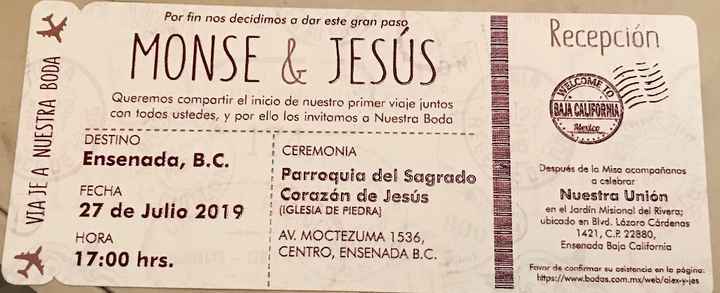 VIAJE A NUESTRA BODA
Por fin nos decidimos a dar este gran paso
MONSE & JESÚS
Queremos compartir el inicio de nuestro primer viaje juntos
con todos ustedes, y por ello los invitamos a Nuestra Boda
DESTINO
Ensenada, B.C.
FECHA
27 de Julio 2019
HORA
17:00 hrs.
CEREMONIA
Parroquia del Sagrado
Corazón de Jesús
(IGLESIA DE PIEDRA)
AV. MOCTEZUMA 1536,
CENTRO, ENSENADA B.C.
Recepción
WELCOME TO
BAJA CALIFORNIA
Mexico
Después de la Misa acompañanos
a celebrar
Nuestra Unión
en el Jardín Misional del Rivera;
ubicado en Blvd. Lázaro Cárdenas
1421, C.P. 22880,
Ensenada Baja California
Favor de confirmar su asistencia en la página:
https://www.bodas.com.mx/web/alex-y-jes